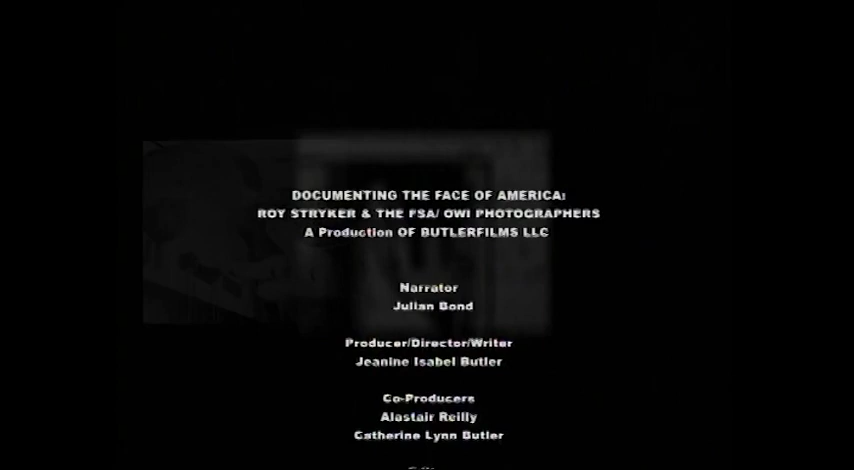 DOCUMENTING THE FACE OF AMERICA:
ROY STRYKER & THE FSA/ OWI PHOTOGRAPHERS
A Production OF BUTLERFILMS LLC
Narrator
Julian Bond
Producer/Director/Writer
Jeanine Isabel Butler
Co-Producers
Alastair Reilly
Catherine Lynn Butler